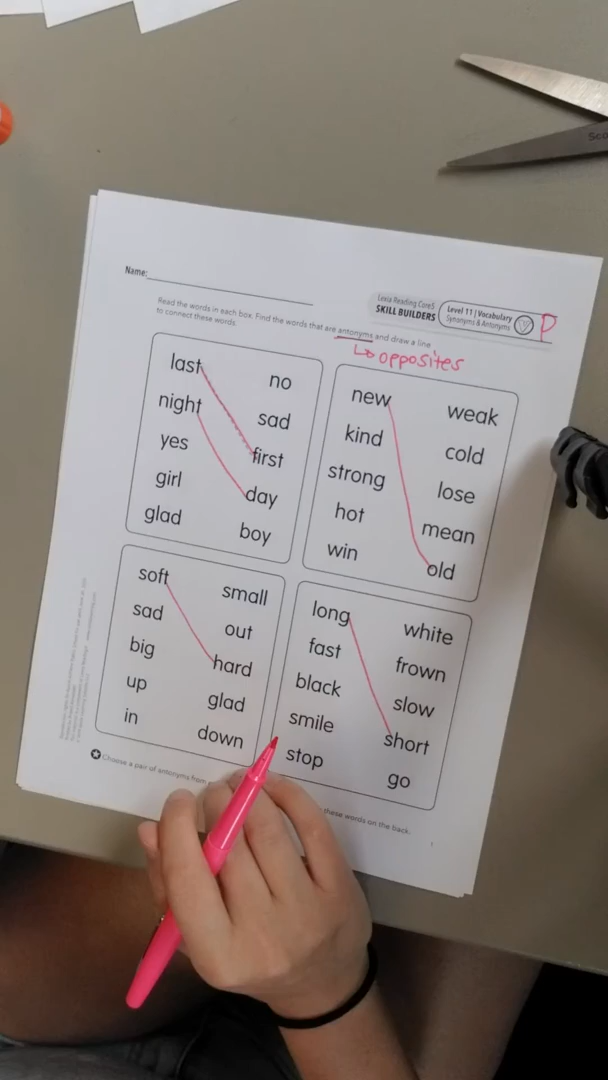 Name:
Lexia Reading Core5
SKILL BUILDERS
Level 11 | Vocabulary
Synonyms & Antonyms
P
Read the words in each box. Find the words that are antonyms and draw a line
to connect these words.
↳ opposites
last no
night sad
yes first
girl day
glad boy
new weak
kind cold
strong lose
hot mean
win old
soft small
sad out
big hard
up glad
in down
long white
fast frown
black slow
smile short
stop go
Choose a pair of antonyms from
these words on the back.
1
Sco